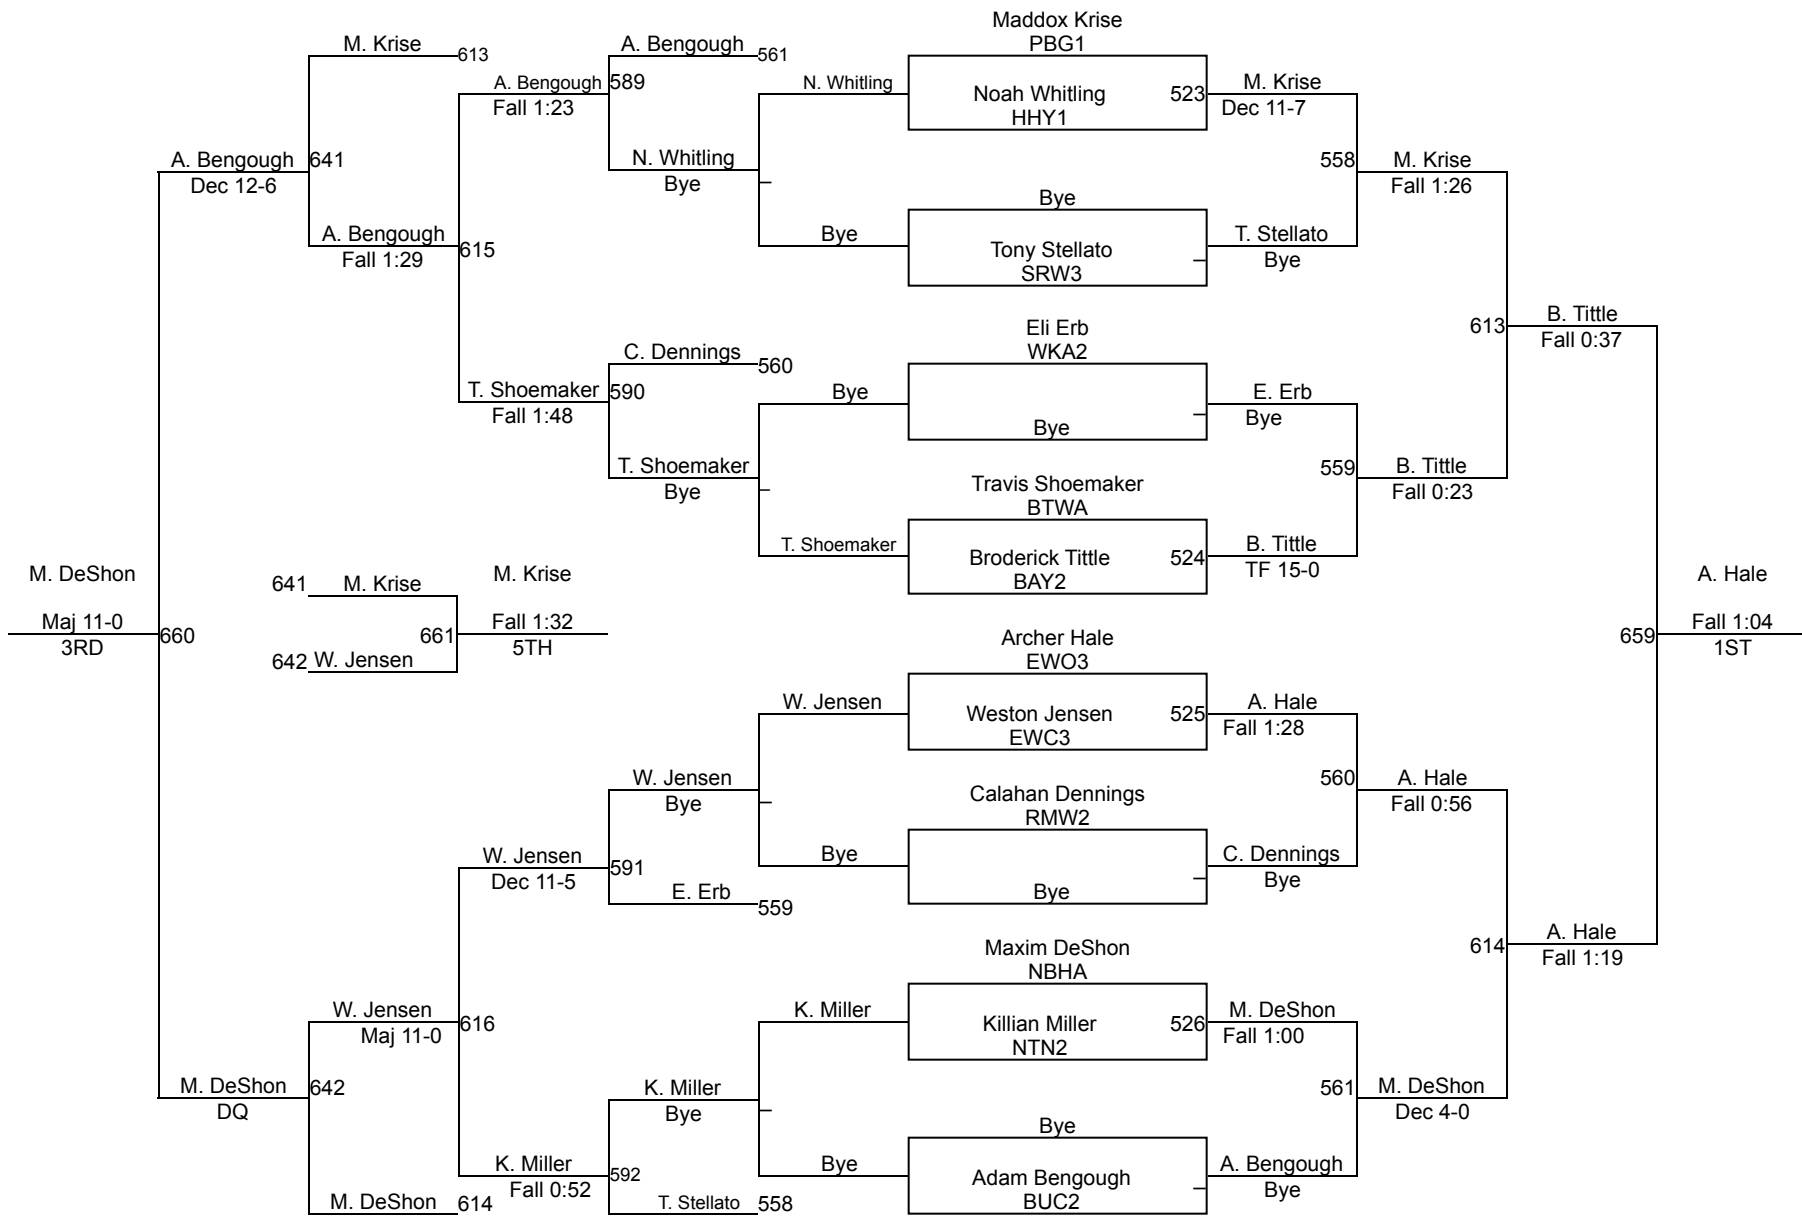 Maddox Krise
PBG1
M. Krise
613
A. Bengough
561
A. Bengough
589
Fall 1:23
N. Whitling
Noah Whitling
523
HHY1
M. Krise
Dec 11-7
A. Bengough
641
Dec 12-6
N. Whitling
Bye
558
M. Krise
Fall 1:26
Bye
A. Bengough
615
Fall 1:29
Bye
Tony Stellato
SRW3
T. Stellato
Bye
Eli Erb
WKA2
613
B. Tittle
Fall 0:37
C. Dennings
560
T. Shoemaker
590
Fall 1:48
Bye
Bye
E. Erb
Bye
T. Shoemaker
Bye
559
B. Tittle
Fall 0:23
Travis Shoemaker
BTWA
T. Shoemaker
Broderick Tittle
524
BAY2
B. Tittle
TF 15-0
M. DeShon
Maj 11-0
660
3RD
641
M. Krise
642
W. Jensen
661
M. Krise
Fall 1:32
5TH
A. Hale
659
Fall 1:04
1ST
Archer Hale
EWO3
W. Jensen
Weston Jensen
525
EWC3
A. Hale
Fall 1:28
W. Jensen
Bye
Calahan Dennings
RMW2
560
A. Hale
Fall 0:56
W. Jensen
591
Dec 11-5
Bye
Bye
C. Dennings
Bye
E. Erb
559
614
A. Hale
Fall 1:19
Maxim DeShon
NBHA
W. Jensen
616
Maj 11-0
K. Miller
Killian Miller
526
NTN2
M. DeShon
Fall 1:00
M. DeShon
642
DQ
K. Miller
Bye
561
M. DeShon
Dec 4-0
Bye
K. Miller
592
Fall 0:52
Bye
Adam Bengough
BUC2
A. Bengough
Bye
M. DeShon
614
T. Stellato
558